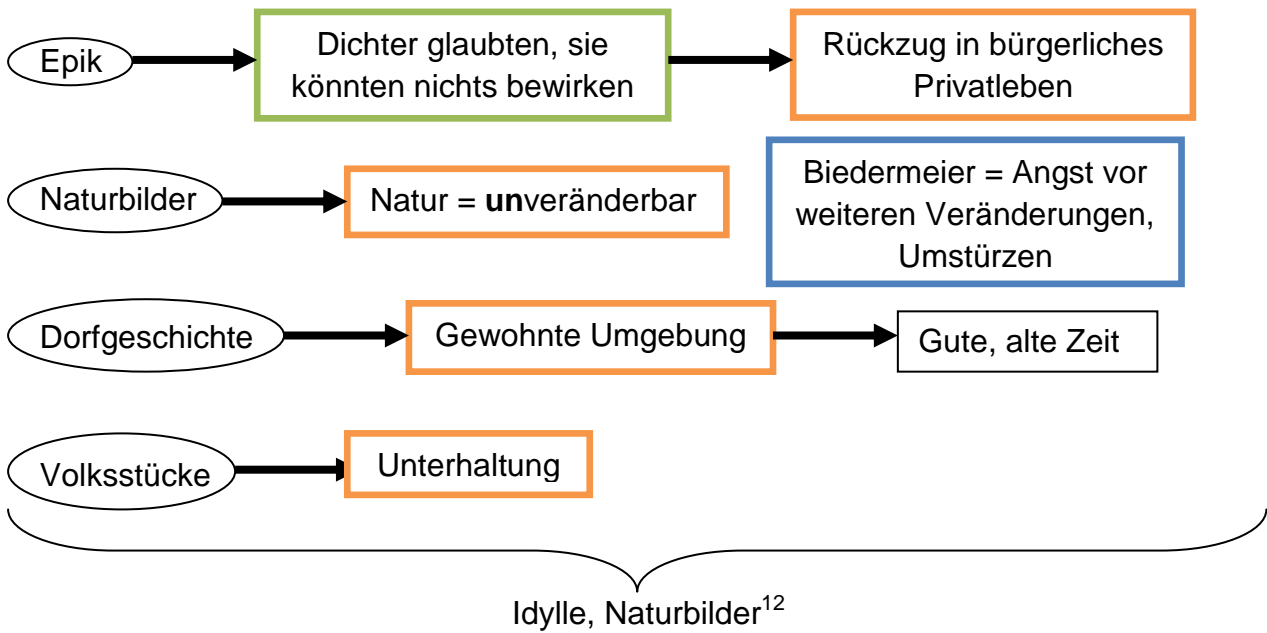 Epik
Dichter glaubten, sie
könnten nichts bewirken
Rückzug in bürgerliches
Privatleben
Naturbilder
Natur = unveränderbar
Biedermeier = Angst vor
weiteren Veränderungen,
Umstürzen
Dorfgeschichte
Gewohnte Umgebung
Gute, alte Zeit
Volksstücke
Unterhaltung
Idylle, Naturbilder12